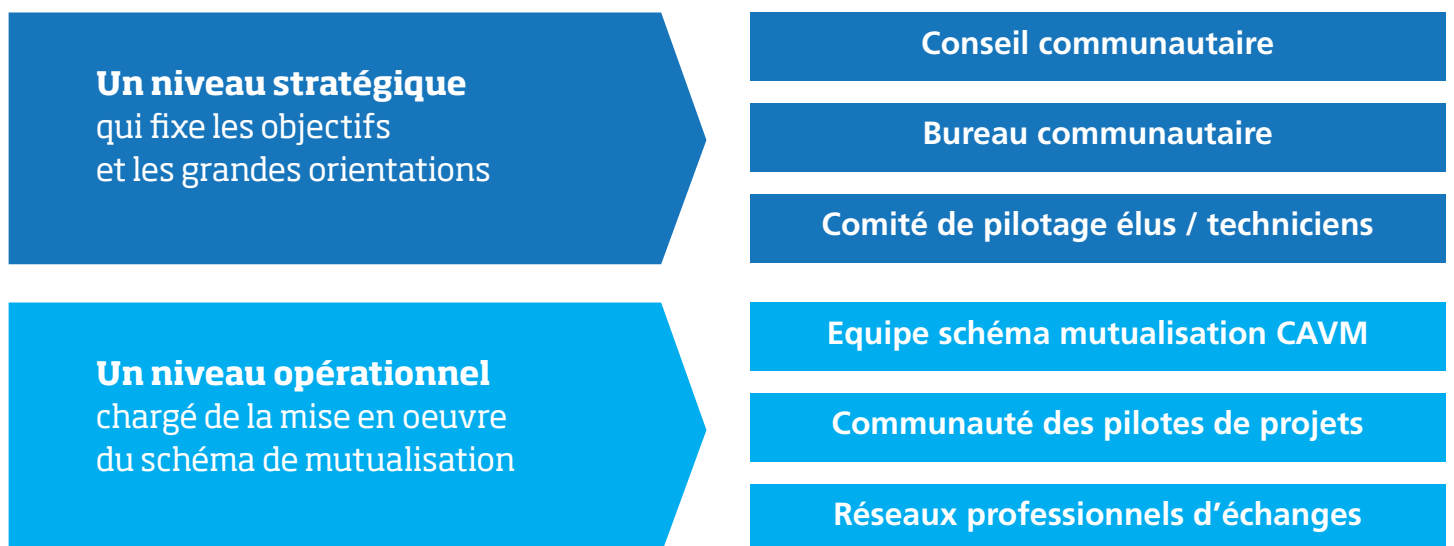 Un niveau stratégique
qui fixe les objectifs
et les grandes orientations
Conseil communautaire
Bureau communautaire
Comité de pilotage élus / techniciens
Un niveau opérationnel
chargé de la mise en oeuvre
du schéma de mutualisation
Equipe schéma mutualisation CAVM
Communauté des pilotes de projets
Réseaux professionnels d'échanges